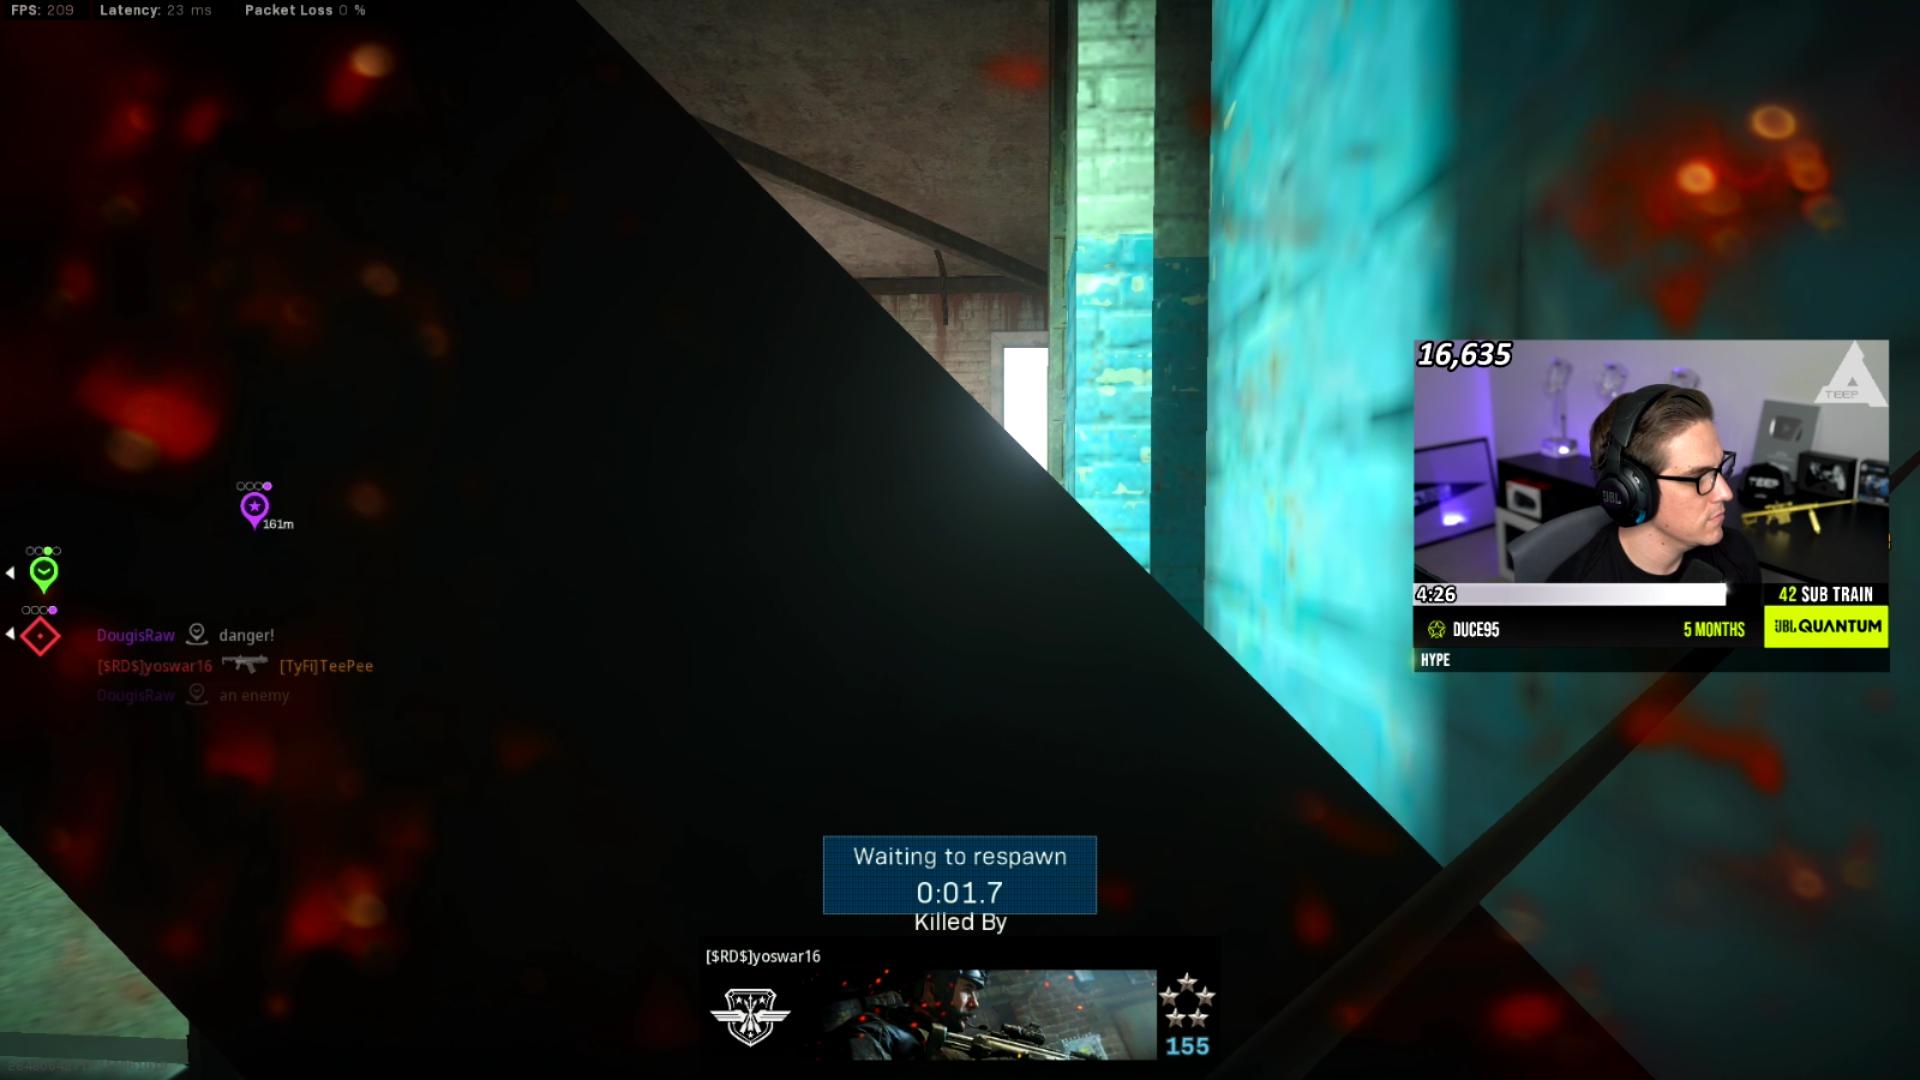 FPS: 209 Latency: 23 ms Packet Loss 0 %
16,635
TEEP
TEEP
JBL
161m
4:26
42 SUB TRAIN
DUCE95 5 MONTHS
JBL QUANTUM
HYPE
DougisRaw danger!
[$RD$]yoswar16 [TyFi]TeePee
DougisRaw an enemy
Waiting to respawn
0:01.7
Killed By
[$RD$]yoswar16
155